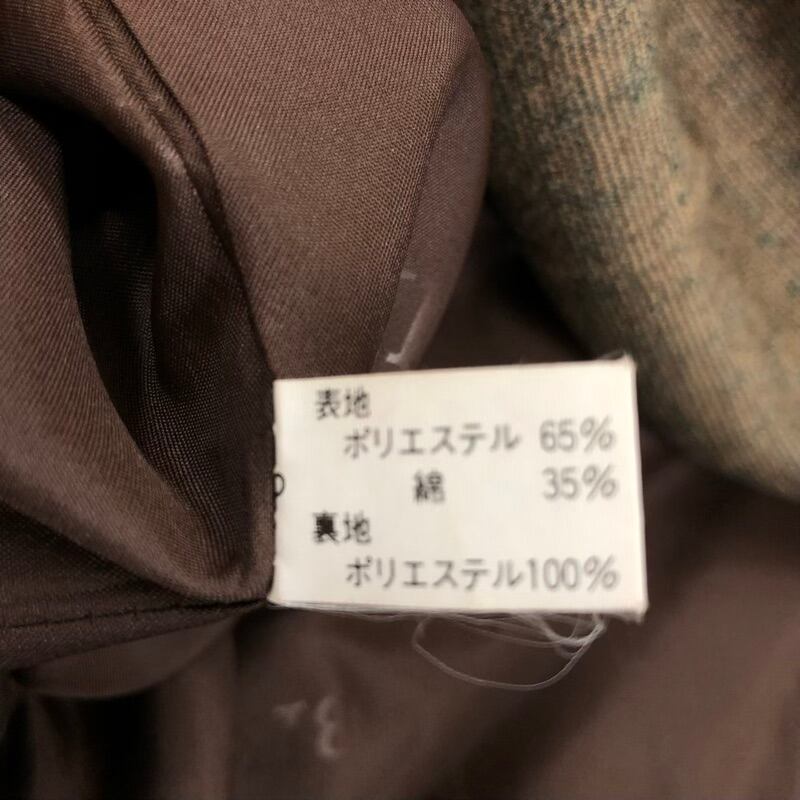 表地
ポリエステル 65%
綿 35%
裏地
ポリエステル100%